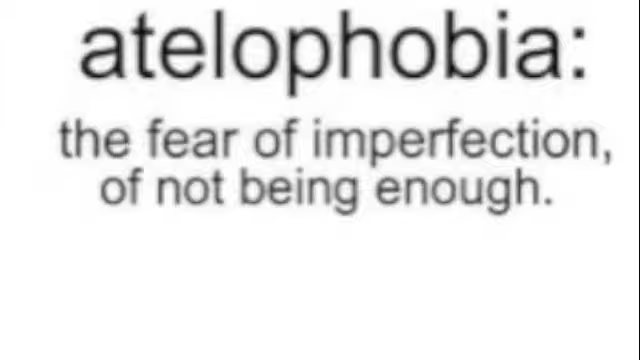 atelophobia:
the fear of imperfection,
of not being enough.